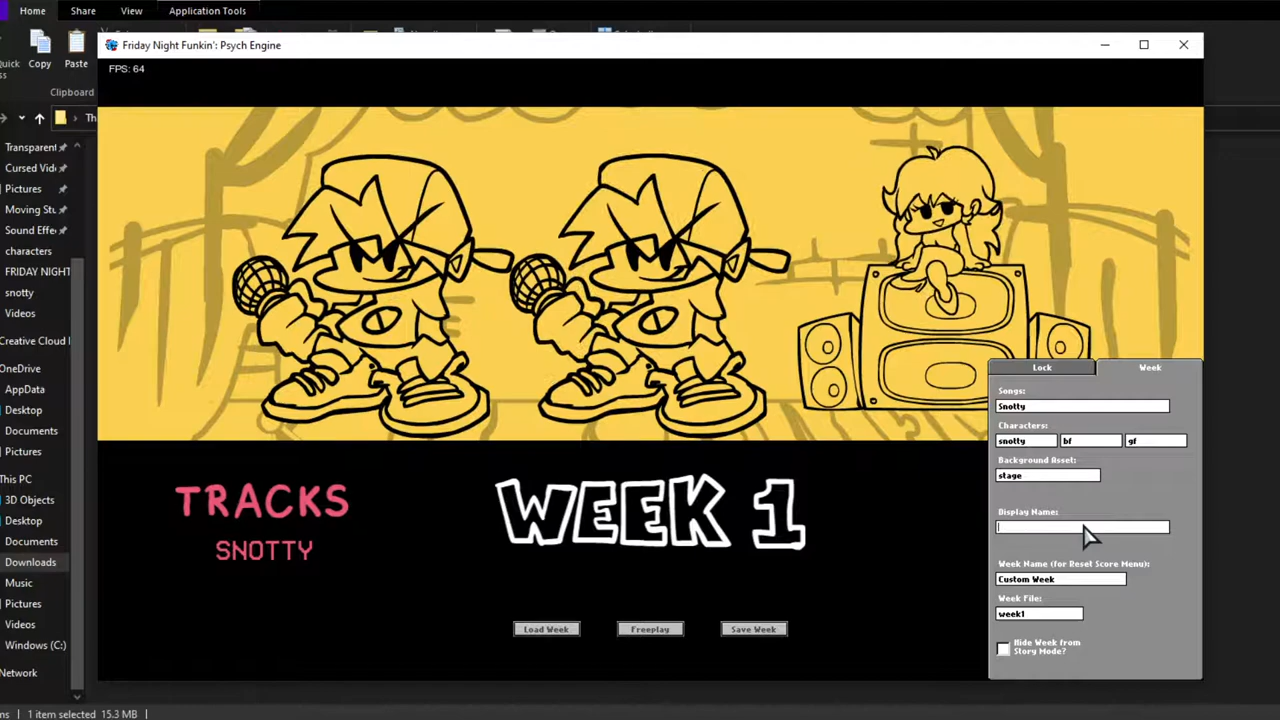 Home Share View Application Tools
Friday Night Funkin': Psych Engine
FPS: 64
Quick
Copy
Paste
Clipboard
Th
Transparent
Cursed Vid
Pictures
Moving Stu
Sound Effe
characters
FRIDAY NIGHT
snotty
Videos
Creative Cloud
OneDrive
AppData
Desktop
Documents
Pictures
This PC
3D Objects
Desktop
Documents
Downloads
Music
Pictures
Videos
Windows (C:)
Network
1 item selected 15.3 MB
TRACKS
SNOTTY
WEEK 1
Load Week Freeplay Save Week
Lock Week
Songs:
Snotty
Characters:
snotty bf gf
Background Asset:
stage
Display Name:
Week Name (for Reset Score Menu):
Custom Week
Week File:
week1
Hide Week from
Story Mode?